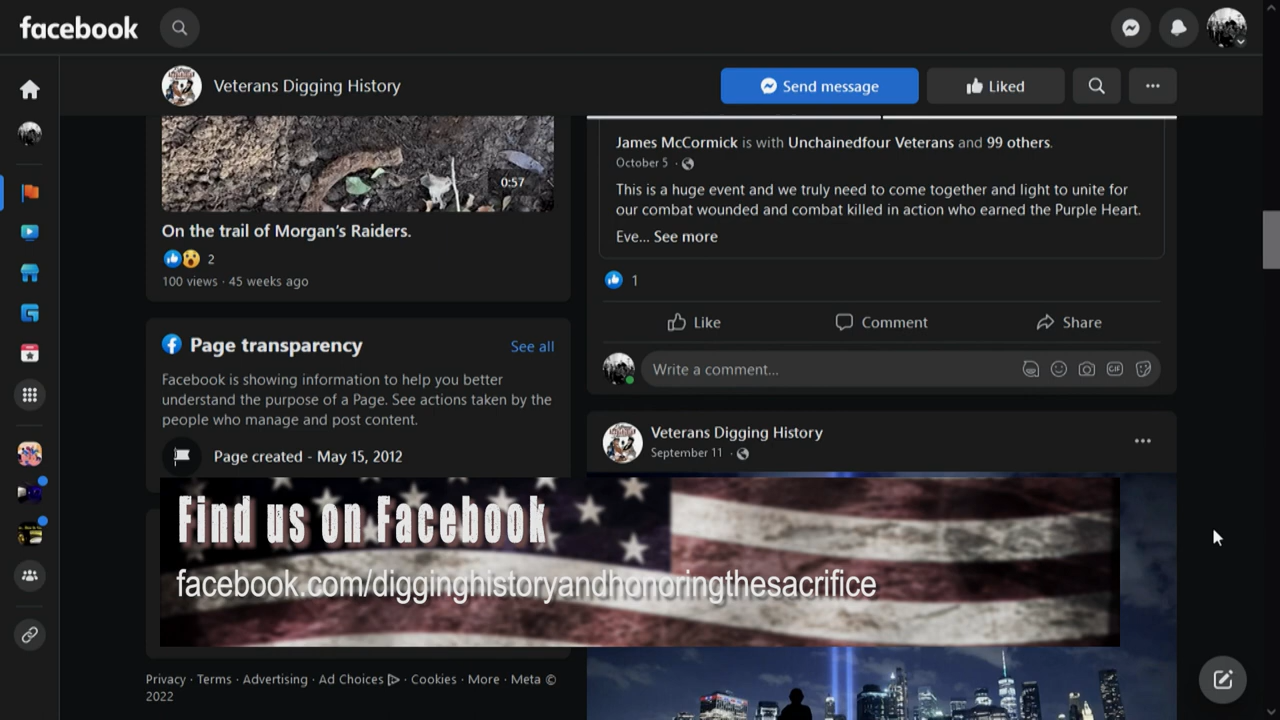 facebook
Veterans Digging History
Send message
Liked
0:57
On the trail of Morgan's Raiders.
2
100 views · 45 weeks ago
Page transparency
See all
Facebook is showing information to help you better
understand the purpose of a Page. See actions taken by the
people who manage and post content.
Page created - May 15, 2012
James McCormick is with Unchainedfour Veterans and 99 others.
October 5 ·
This is a huge event and we truly need to come together and light to unite for
our combat wounded and combat killed in action who earned the Purple Heart.
Eve... See more
1
Like
Comment
Share
Write a comment...
GIF
Veterans Digging History
September 11 ·
Find us on Facebook
facebook.com/digginghistoryandhonoringthesacrifice
Privacy · Terms · Advertising · Ad Choices · Cookies · More · Meta ©
2022